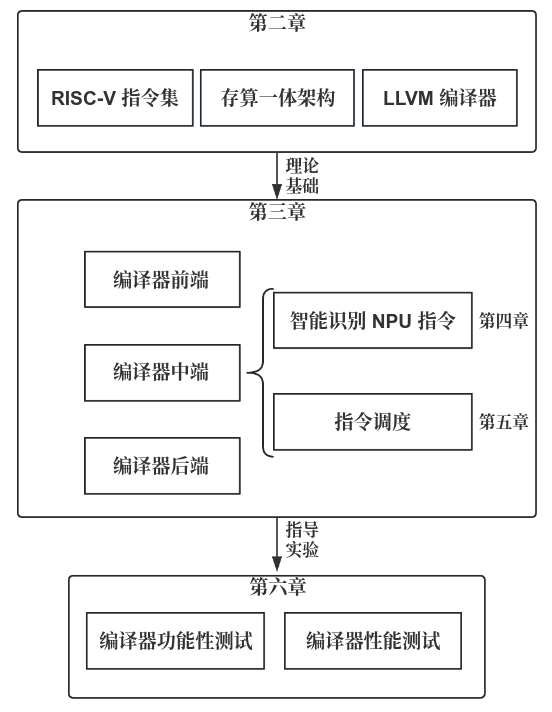 第二章
RISC-V 指令集
存算一体架构
LLVM 编译器
理论
基础
第三章
编译器前端
智能识别 NPU 指令
第四章
编译器中端
指令调度
第五章
编译器后端
指导
实验
第六章
编译器功能性测试
编译器性能测试